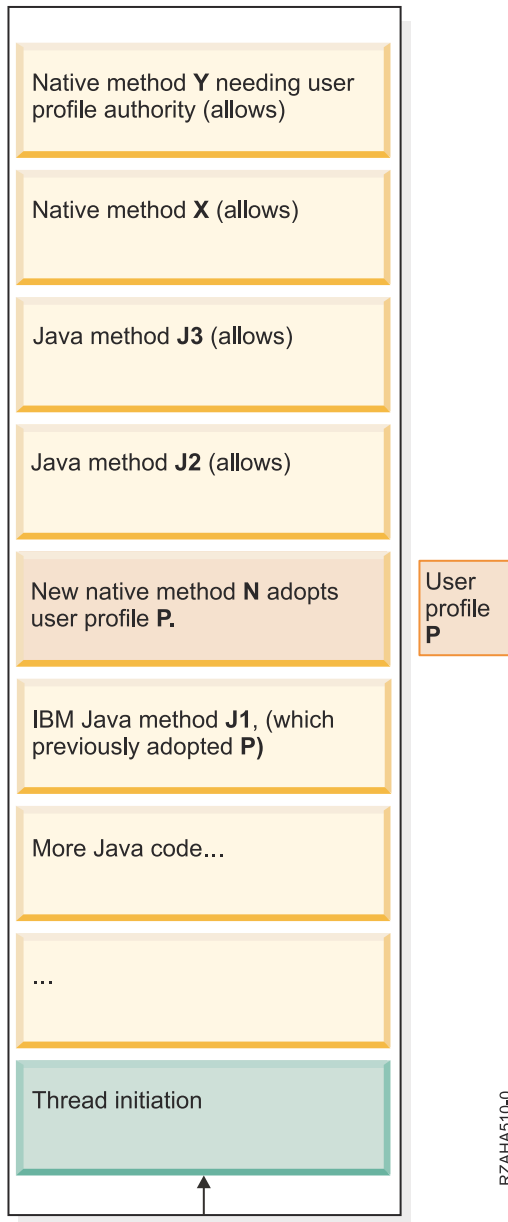 Native method Y needing user
profile authority (allows)
Native method X (allows)
Java method J3 (allows)
Java method J2 (allows)
New native method N adopts
user profile P.
User
profile
P
IBM Java method J1, (which
previously adopted P)
More Java code...
...
Thread initiation
RZAHA510-0